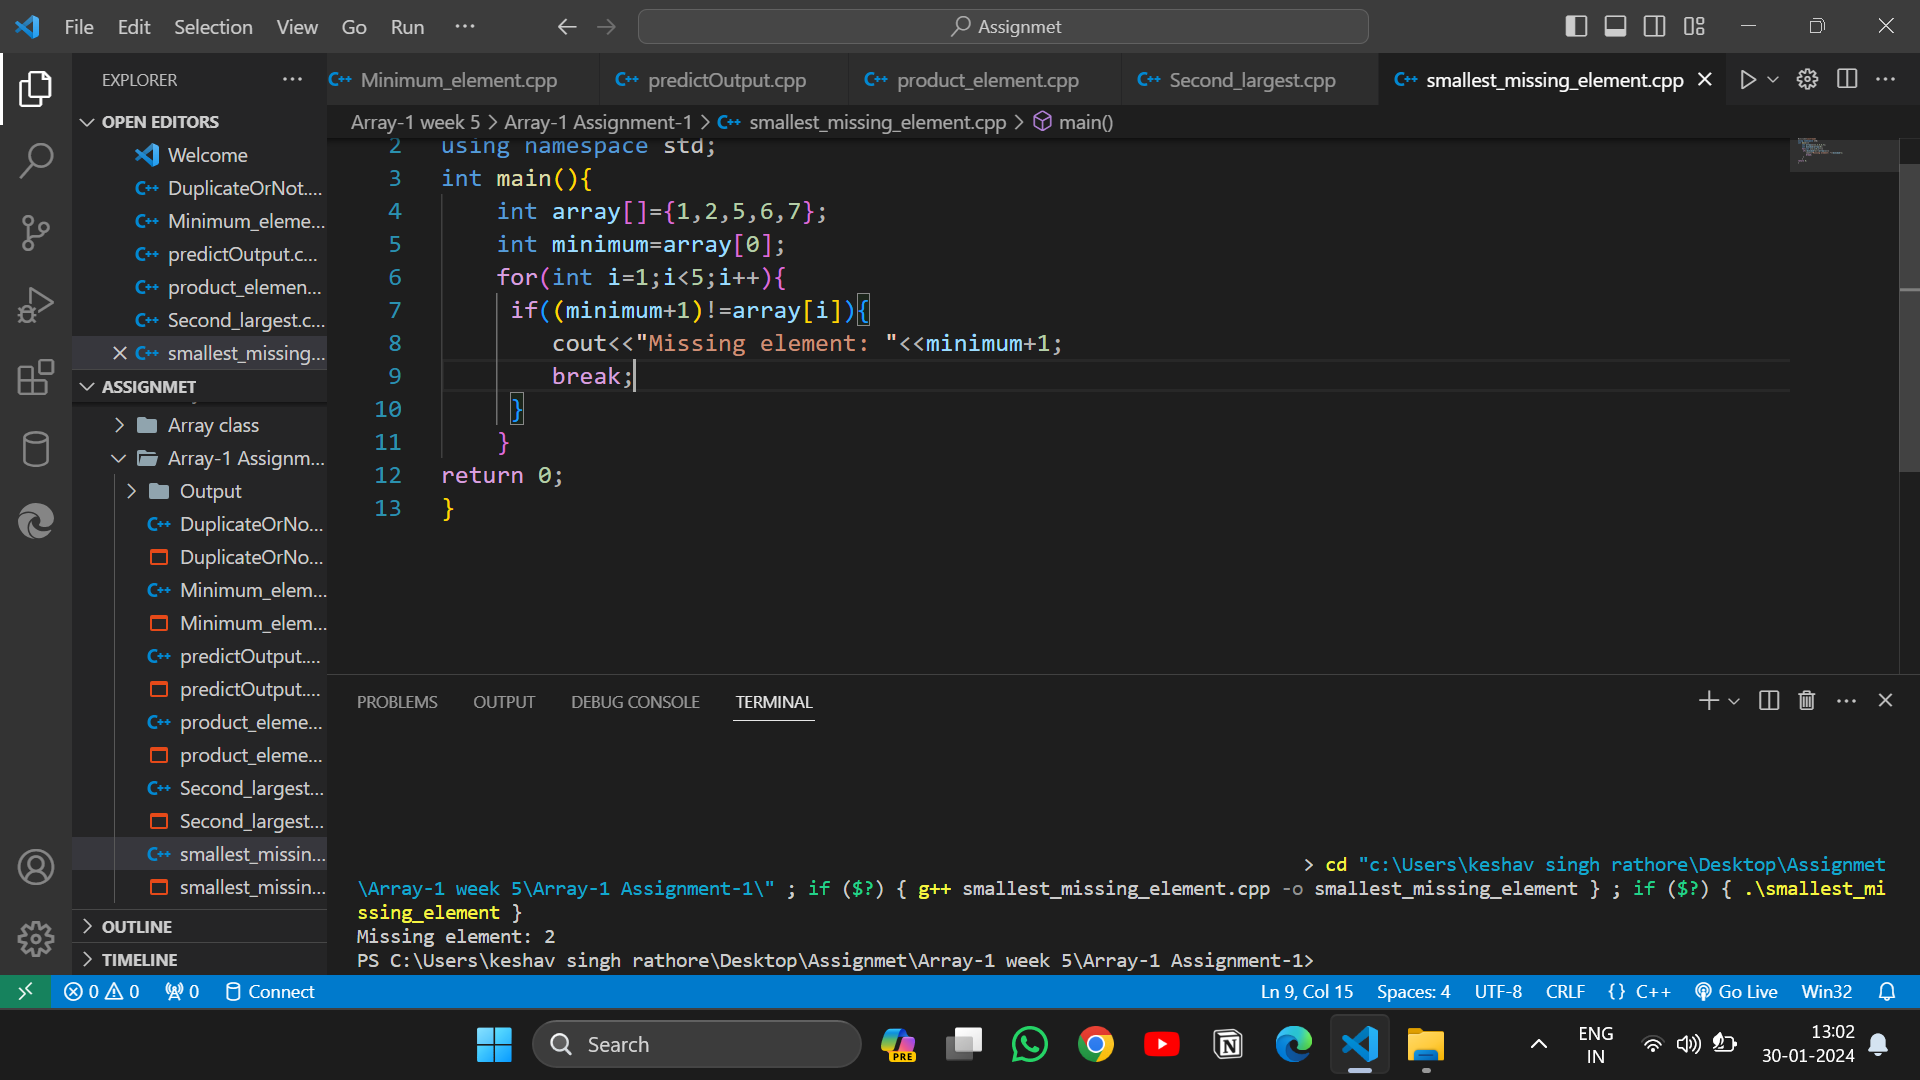 File Edit Selection View Go Run ···
Assignmet
EXPLORER
Minimum_element.cpp
predictOutput.cpp
product_element.cpp
Second_largest.cpp
smallest_missing_element.cpp
OPEN EDITORS
Welcome
DuplicateOrNot....
Minimum_eleme...
predictOutput.c...
product_elemen...
Second_largest.c...
smallest_missing...
ASSIGNMET
Array class
Array-1 Assignm...
Output
DuplicateOrNo...
DuplicateOrNo...
Minimum_elem...
Minimum_elem...
predictOutput....
predictOutput....
product_eleme...
product_eleme...
Second_largest...
Second_largest...
smallest_missin...
smallest_missin...
OUTLINE
TIMELINE
Array-1 week 5 > Array-1 Assignment-1 > smallest_missing_element.cpp > main()
2 using namespace std;
3 int main(){
4 int array[]={1,2,5,6,7};
5 int minimum=array[0];
6 for(int i=1;i<5;i++){
7 if((minimum+1)!=array[i]){
8 cout<<"Missing element: "<<minimum+1;
9 break;
10 }
11 }
12 return 0;
13 }
PROBLEMS OUTPUT DEBUG CONSOLE TERMINAL
> cd "c:\Users\keshav singh rathore\Desktop\Assignmet
\Array-1 week 5\Array-1 Assignment-1\" ; if ($?) { g++ smallest_missing_element.cpp -o smallest_missing_element } ; if ($?) { .\smallest_mi
ssing_element }
Missing element: 2
PS C:\Users\keshav singh rathore\Desktop\Assignmet\Array-1 week 5\Array-1 Assignment-1>
0 0 0 Connect
Ln 9, Col 15 Spaces: 4 UTF-8 CRLF {} C++ Go Live Win32
Search
PRE
ENG
IN
13:02
30-01-2024